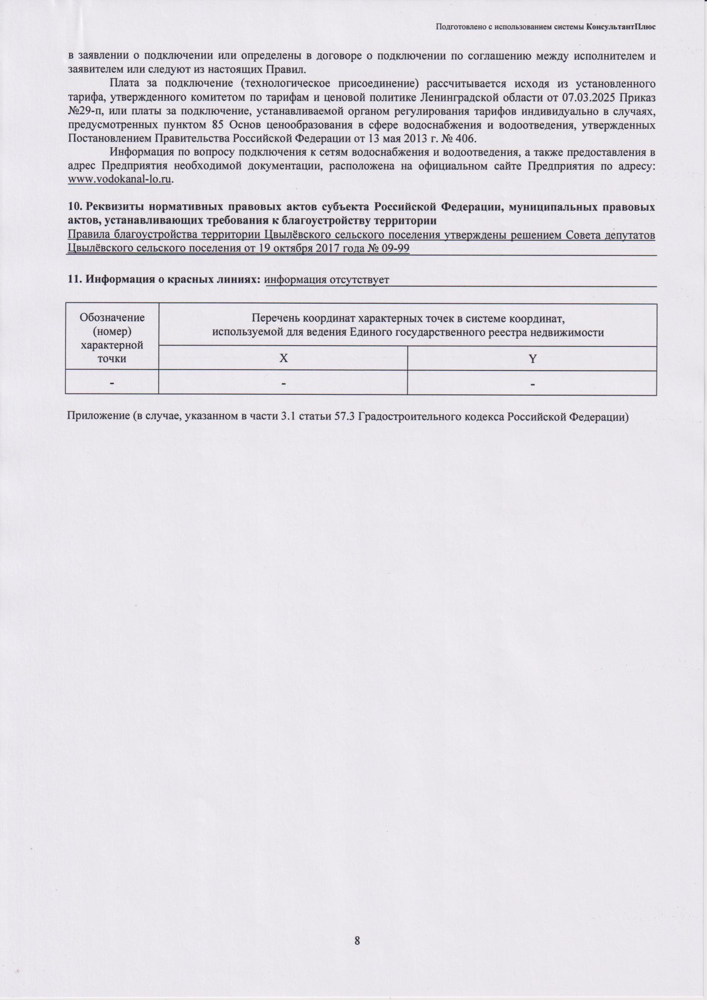 Подготовлено с использованием системы КонсультантПлюс
в заявлении о подключении или определены в договоре о подключении по соглашению между исполнителем и
заявителем или следуют из настоящих Правил.
Плата за подключение (технологическое присоединение) рассчитывается исходя из установленного
тарифа, утвержденного комитетом по тарифам и ценовой политике Ленинградской области от 07.03.2025 Приказ
№29-п, или платы за подключение, устанавливаемой органом регулирования тарифов индивидуально в случаях,
предусмотренных пунктом 85 Основ ценообразования в сфере водоснабжения и водоотведения, утвержденных
Постановлением Правительства Российской Федерации от 13 мая 2013 г. № 406.
Информация по вопросу подключения к сетям водоснабжения и водоотведения, а также предоставления в
адрес Предприятия необходимой документации, расположена на официальном сайте Предприятия по адресу:
www.vodokanal-lo.ru.
10. Реквизиты нормативных правовых актов субъекта Российской Федерации, муниципальных правовых
актов, устанавливающих требования к благоустройству территории
Правила благоустройства территории Цвылёвского сельского поселения утверждены решением Совета депутатов
Цвылёвского сельского поселения от 19 октября 2017 года № 09-99
11. Информация о красных линиях: информация отсутствует
Обозначение
(номер)
характерной
точки
Перечень координат характерных точек в системе координат,
используемой для ведения Единого государственного реестра недвижимости
X
Y
-
-
-
Приложение (в случае, указанном в части 3.1 статьи 57.3 Градостроительного кодекса Российской Федерации)
8